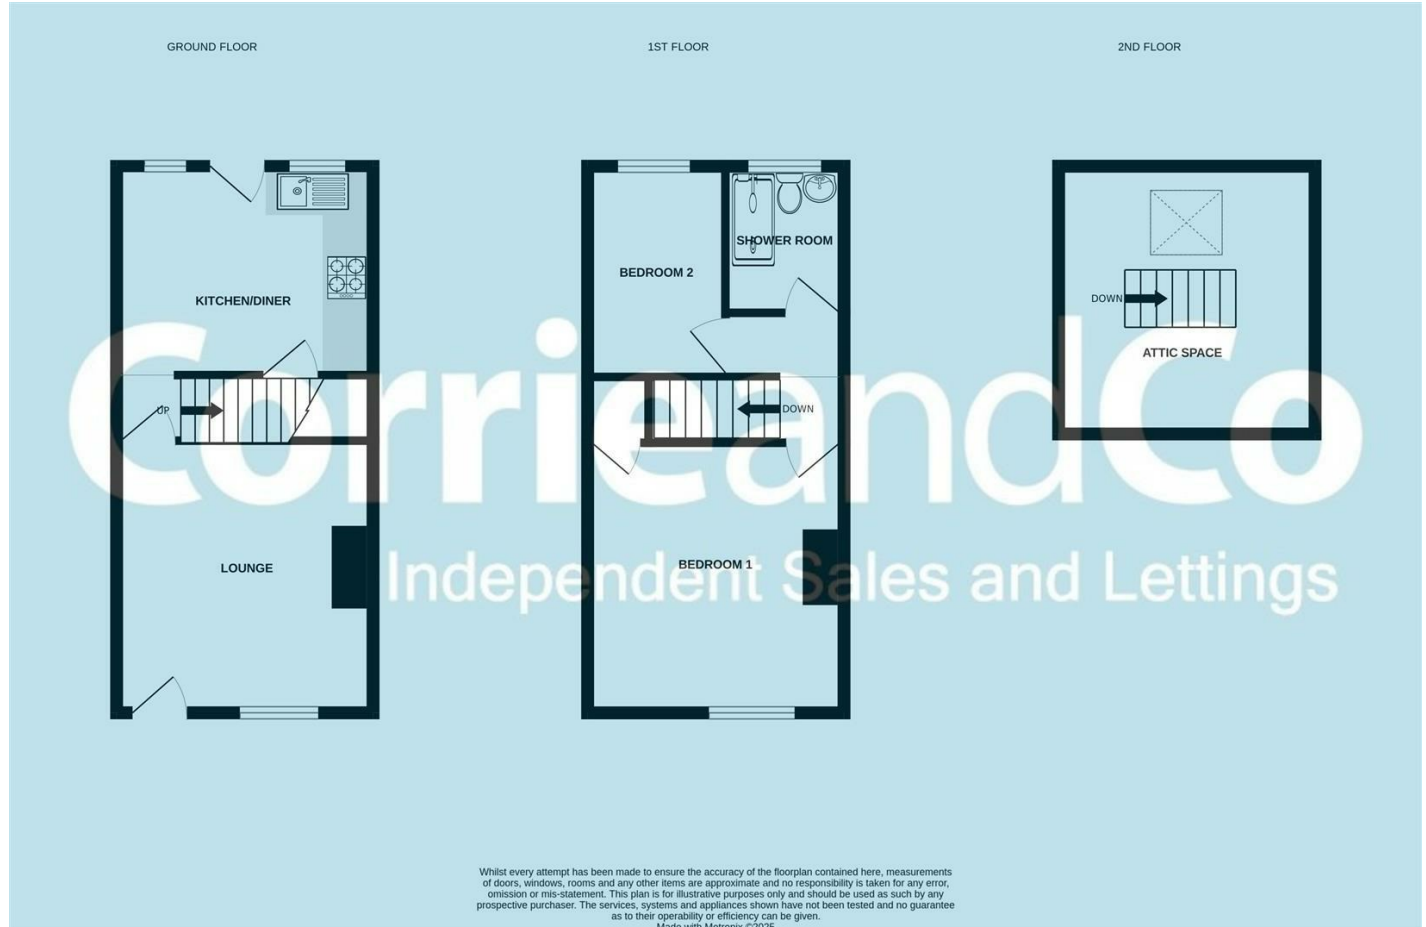 GROUND FLOOR
1ST FLOOR
2ND FLOOR
KITCHEN/DINER
UP
LOUNGE
BEDROOM 2
SHOWER ROOM
DOWN
BEDROOM 1
DOWN
ATTIC SPACE
CorrieandCo
Independent Sales and Lettings
Whilst every attempt has been made to ensure the accuracy of the floorplan contained here, measurements
of doors, windows, rooms and any other items are approximate and no responsibility is taken for any error,
omission or mis-statement. This plan is for illustrative purposes only and should be used as such by any
prospective purchaser. The services, systems and appliances shown have not been tested and no guarantee
as to their operability or efficiency can be given.
Made with Metropix ©2025